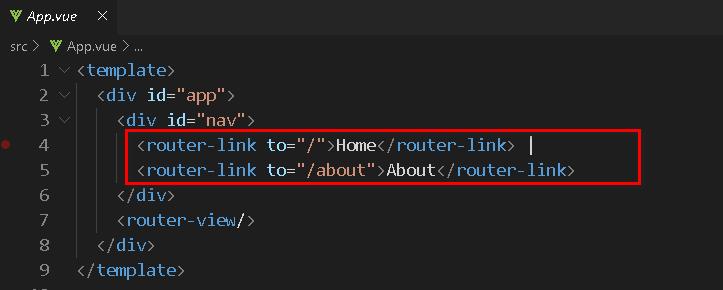 App.vue ×
src > App.vue > ...
1 <template>
2 <div id="app">
3 <div id="nav">
4 <router-link to="/">Home</router-link> |
5 <router-link to="/about">About</router-link>
6 </div>
7 <router-view/>
8 </div>
9 </template>